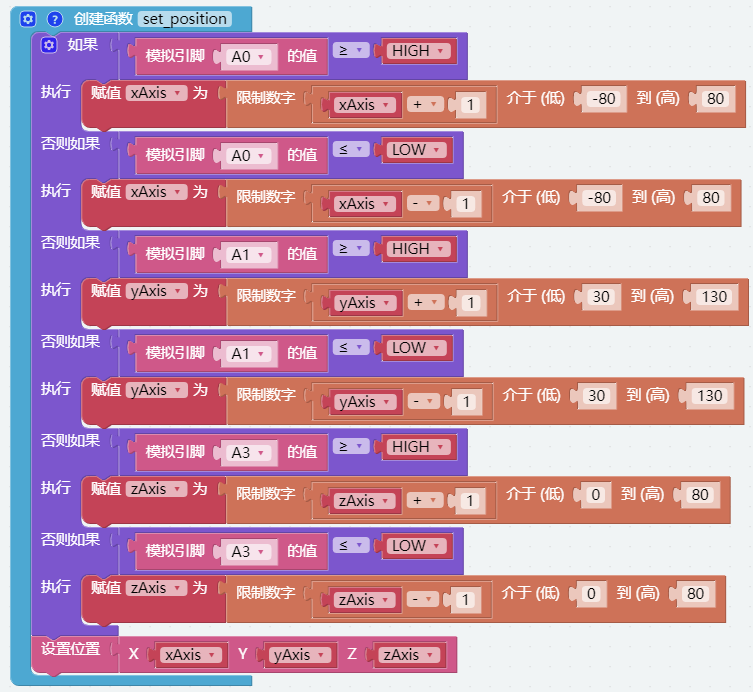 创建函数 set_position
如果 模拟引脚 A0 的值 ≥ HIGH
执行 赋值 xAxis 为 限制数字 xAxis + 1 介于 (低) -80 到 (高) 80
否则如果 模拟引脚 A0 的值 ≤ LOW
执行 赋值 xAxis 为 限制数字 xAxis - 1 介于 (低) -80 到 (高) 80
否则如果 模拟引脚 A1 的值 ≥ HIGH
执行 赋值 yAxis 为 限制数字 yAxis + 1 介于 (低) 30 到 (高) 130
否则如果 模拟引脚 A1 的值 ≤ LOW
执行 赋值 yAxis 为 限制数字 yAxis - 1 介于 (低) 30 到 (高) 130
否则如果 模拟引脚 A3 的值 ≥ HIGH
执行 赋值 zAxis 为 限制数字 zAxis + 1 介于 (低) 0 到 (高) 80
否则如果 模拟引脚 A3 的值 ≤ LOW
执行 赋值 zAxis 为 限制数字 zAxis - 1 介于 (低) 0 到 (高) 80
设置位置 X xAxis Y yAxis Z zAxis